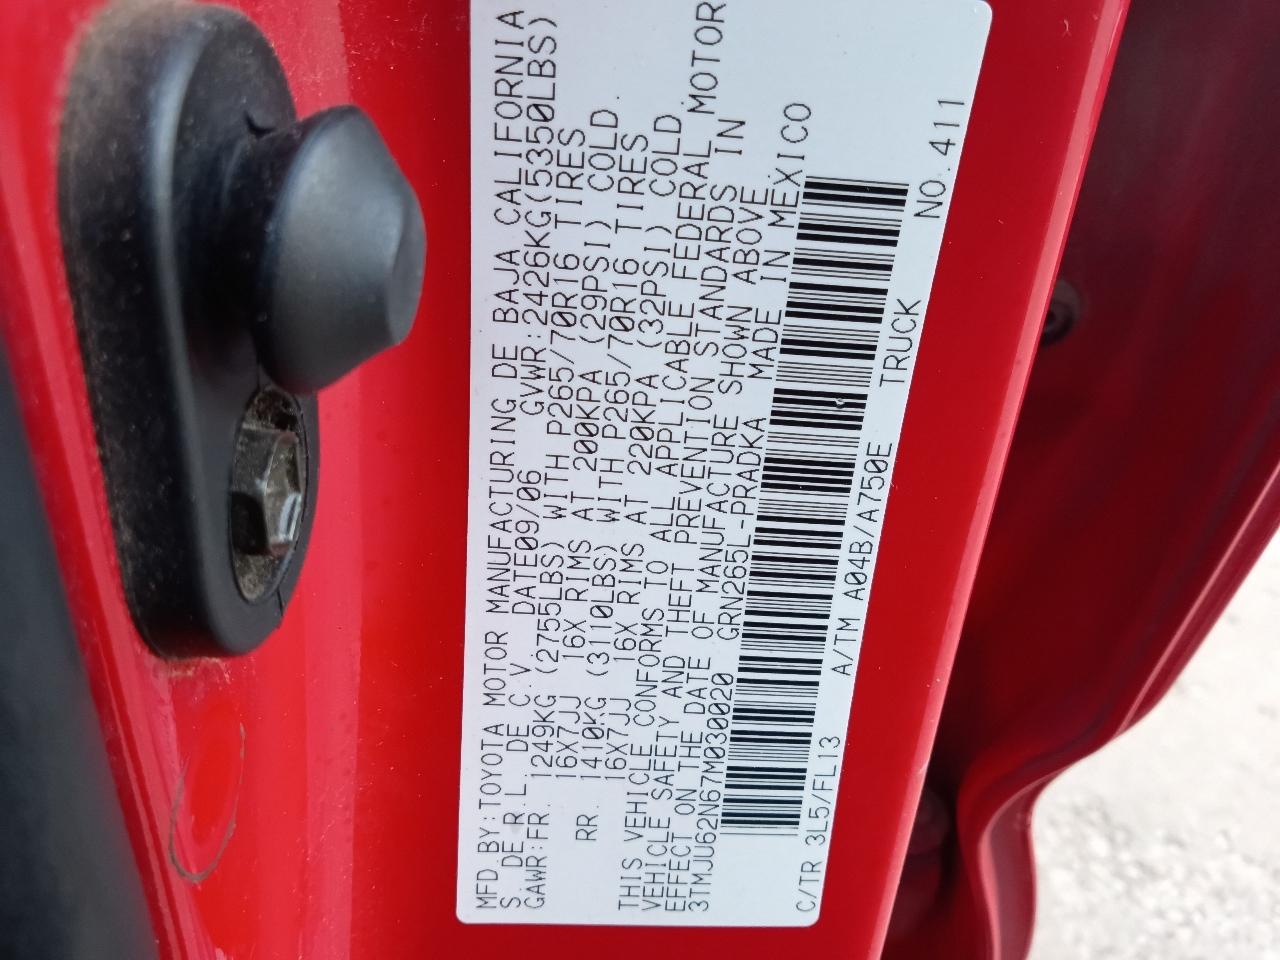 MFD.BY:TOYOTA MOTOR MANUFACTURING DE BAJA CALIFORNIA
S. DE R.L.DE C.V DATE09/06 GVWR:2426KG(5350LBS)
GAWR:FR. 1249KG (2755LBS) WITH P265/70R16 TIRES
16X7JJ 16X RIMS AT 200KPA (29PSI) COLD
RR. 1410KG (3110LBS) WITH P265/70R16 TIRES
16X7JJ 16X RIMS AT 220KPA (32PSI) COLD.
THIS VEHICLE CONFORMS TO ALL APPLICABLE FEDERAL MOTOR
VEHICLE SAFETY AND THEFT PREVENTION STANDARDS IN
EFFECT ON THE DATE OF MANUFACTURE SHOWN ABOVE
3TMJU62N67M030020 GRN265L-PRADKA MADE IN MEXICO
C/TR 3L5/FL13 A/TM A04B/A750E TRUCK NO.411